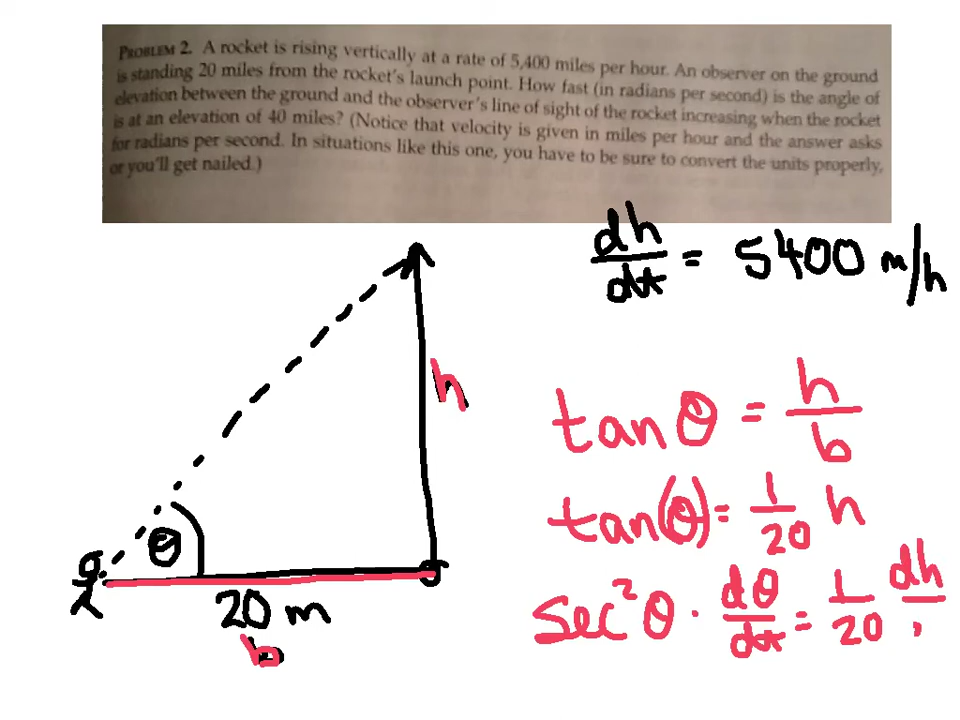 PROBLEM 2. A rocket is rising vertically at a rate of 5,400 miles per hour. An observer on the ground
is standing 20 miles from the rocket's launch point. How fast (in radians per second) is the angle of
elevation between the ground and the observer's line of sight of the rocket increasing when the rocket
is at an elevation of 40 miles? (Notice that velocity is given in miles per hour and the answer asks
for radians per second. In situations like this one, you have to be sure to convert the units properly,
or you'll get nailed.)
dh/dt = 5400 m/h
h
tan θ = h/b
tan(θ) = 1/20 h
θ
20 m
b
sec² θ · dθ/dt = 1/20 dh